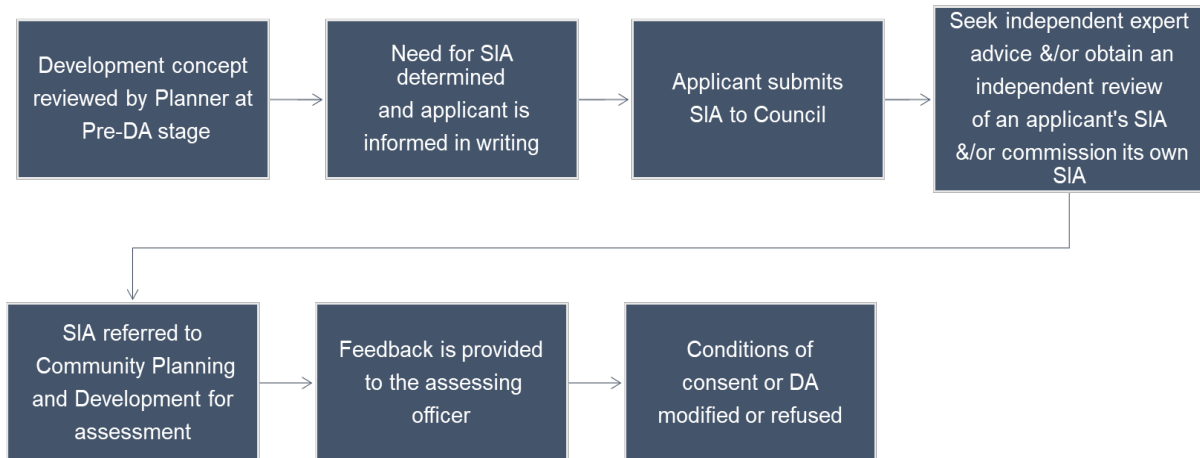 Development concept
reviewed by Planner at
Pre-DA stage
Need for SIA
determined
and applicant is
informed in writing
Applicant submits
SIA to Council
Seek independent expert
advice &/or obtain an
independent review
of an applicant's SIA
&/or commission its own
SIA
SIA referred to
Community Planning
and Development for
assessment
Feedback is provided
to the assessing
officer
Conditions of
consent or DA
modified or refused